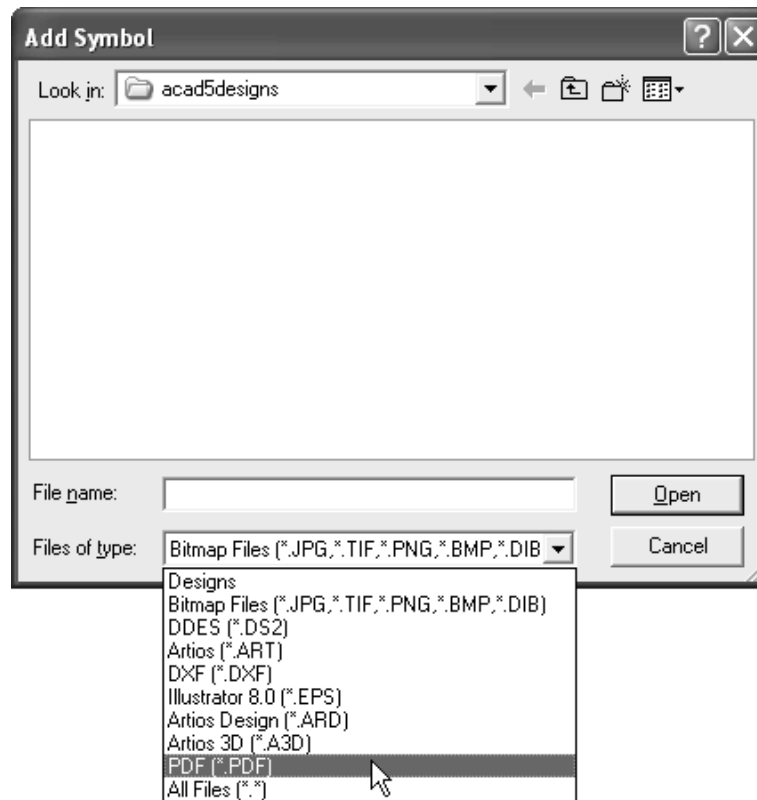 Add Symbol
Look in: acad5designs
File name:
Open
Files of type: Bitmap Files (*.JPG,*.TIF,*.PNG,*.BMP,*.DIB
Cancel
Designs
Bitmap Files (*.JPG,*.TIF,*.PNG,*.BMP,*.DIB)
DDES (*.DS2)
Artios (*.ART)
DXF (*.DXF)
Illustrator 8.0 (*.EPS)
Artios Design (*.ARD)
Artios 3D (*.A3D)
PDF (*.PDF)
All Files (*.*)